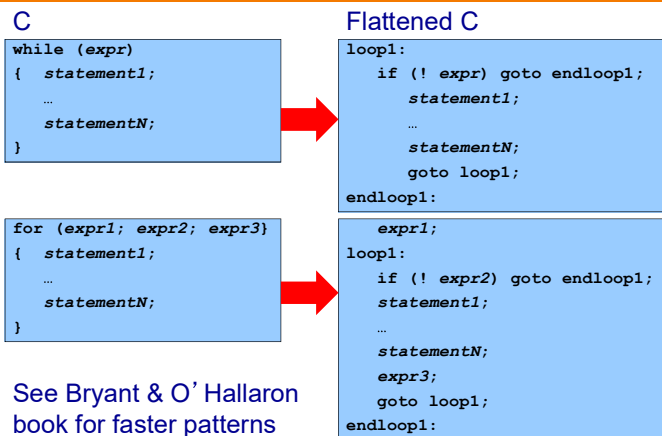 C
Flattened C
while (expr)
{ statement1;
…
statementN;
}
loop1:
if (! expr) goto endloop1;
statement1;
…
statementN;
goto loop1;
endloop1:
for (expr1; expr2; expr3}
{ statement1;
…
statementN;
}
expr1;
loop1:
if (! expr2) goto endloop1;
statement1;
…
statementN;
expr3;
goto loop1;
endloop1:
See Bryant & O’ Hallaron
book for faster patterns